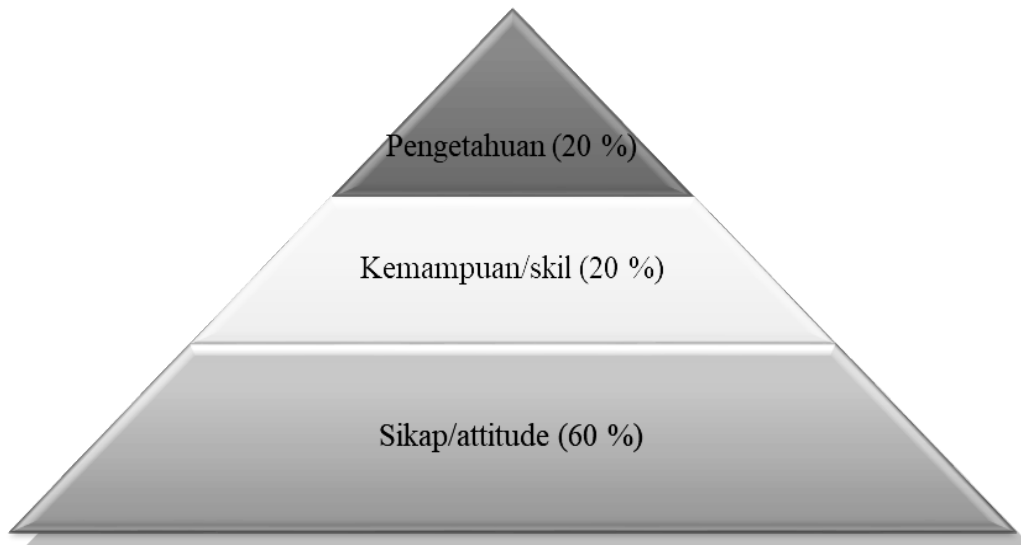 Pengetahuan (20 %)
Kemampuan/skil (20 %)
Sikap/attitude (60 %)